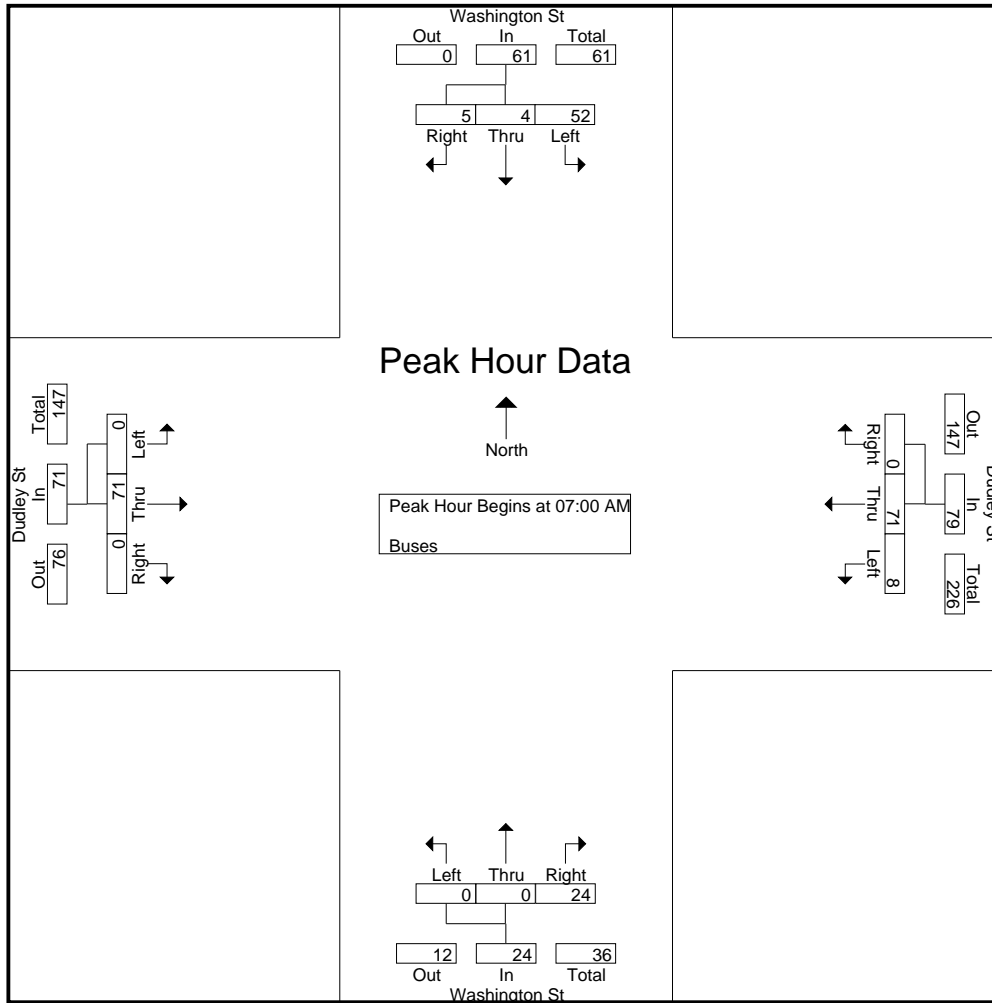 Washington St
Out In Total
0 61 61
5 4 52
Right Thru Left
Peak Hour Data
North
Peak Hour Begins at 07:00 AM
Buses
Dudley St
Total In Out
147 71 76
0 71 0
Left Thru Right
Right Thru Left
0 71 8
147 79 226
Out In Total
Dudley St
Left Thru Right
0 0 24
12 24 36
Out In Total
Washington St